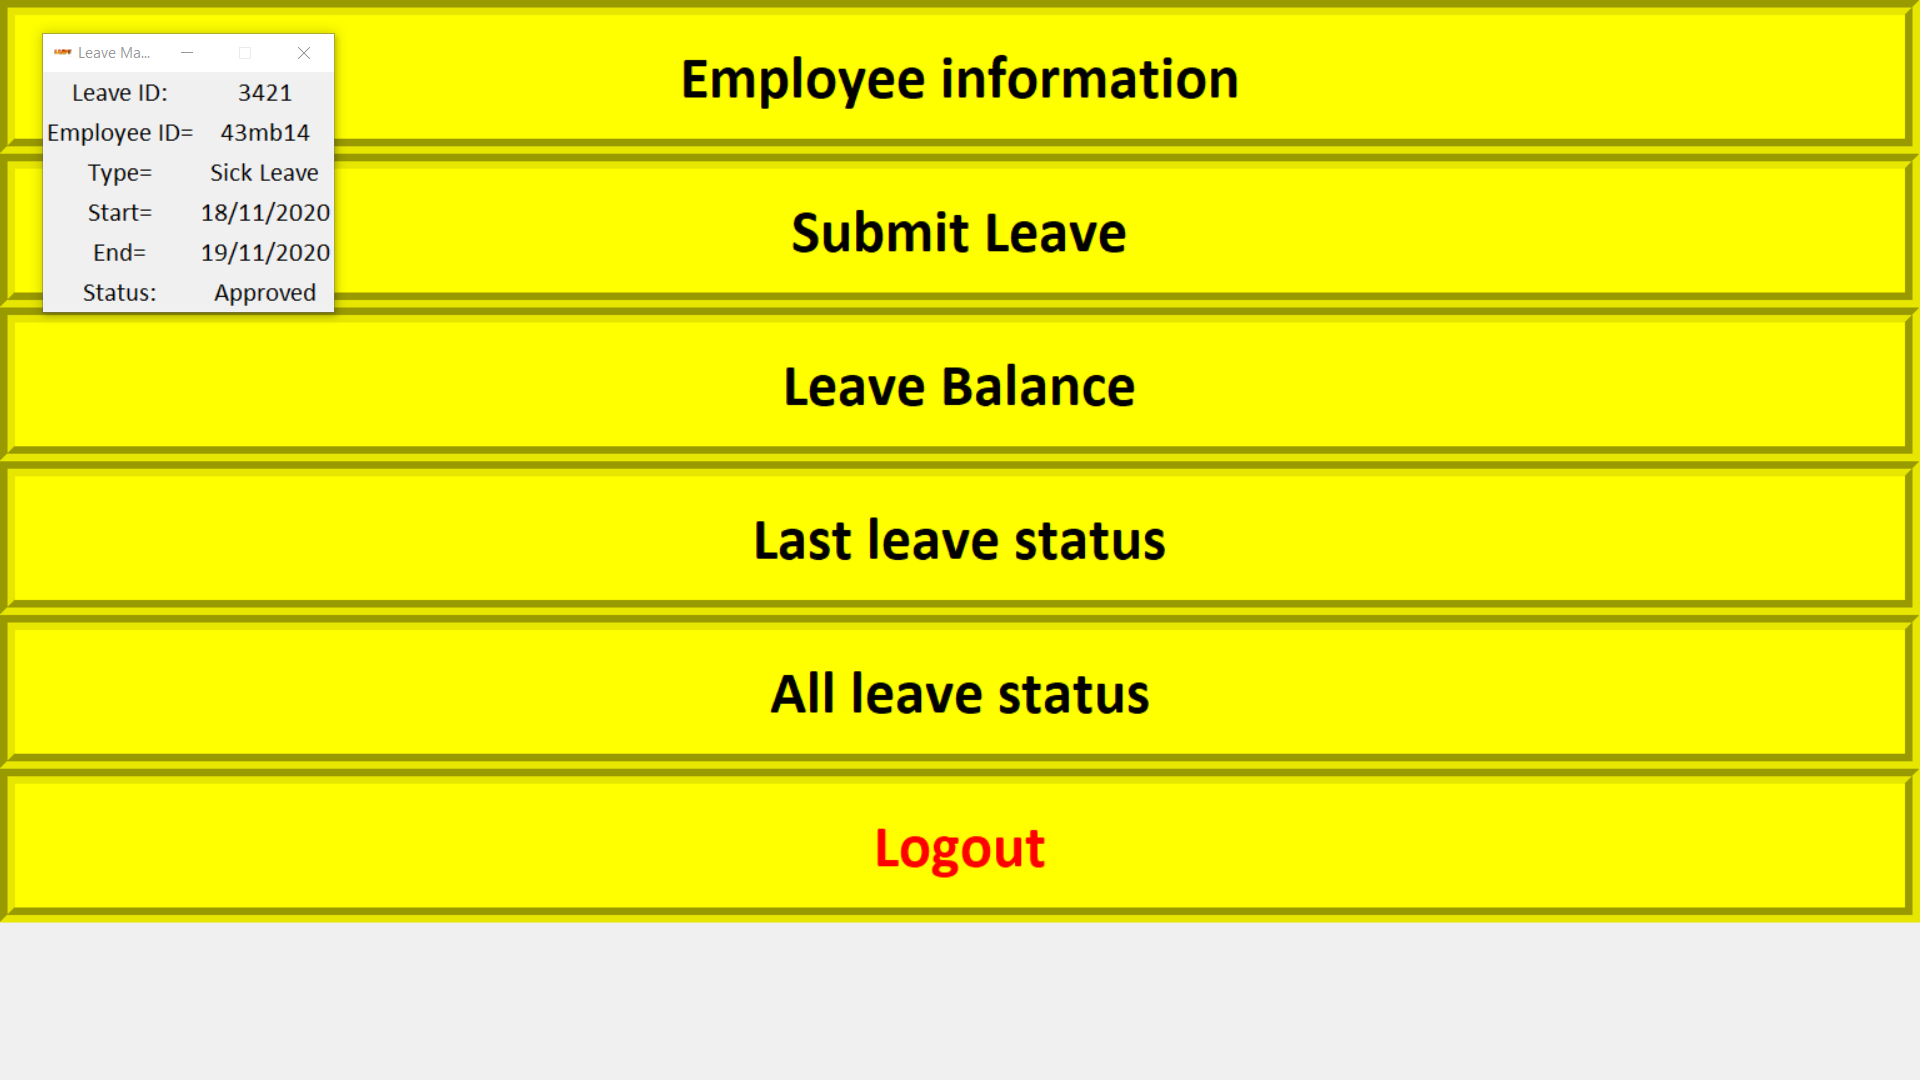 Leave Ma...
Leave ID: 3421
Employee ID= 43mb14
Type= Sick Leave
Start= 18/11/2020
End= 19/11/2020
Status: Approved
Employee information
Submit Leave
Leave Balance
Last leave status
All leave status
Logout